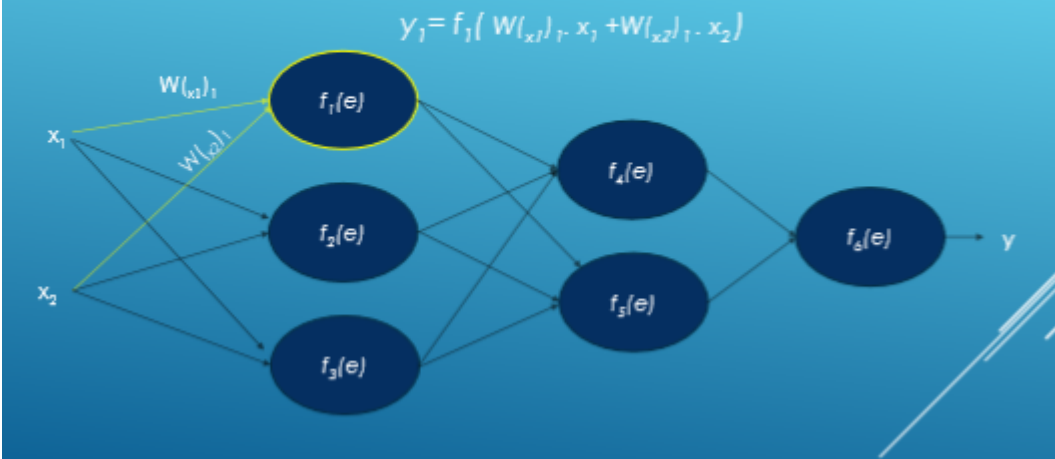 y₁= f₁( W(ₓ₁)₁. x₁ +W(ₓ₂)₁ . x₂)
W(ₓ₁)₁
f₁(e)
x₁
W(ₓ₂)₁
f₄(e)
f₂(e)
f₆(e)
y
x₂
f₅(e)
f₃(e)